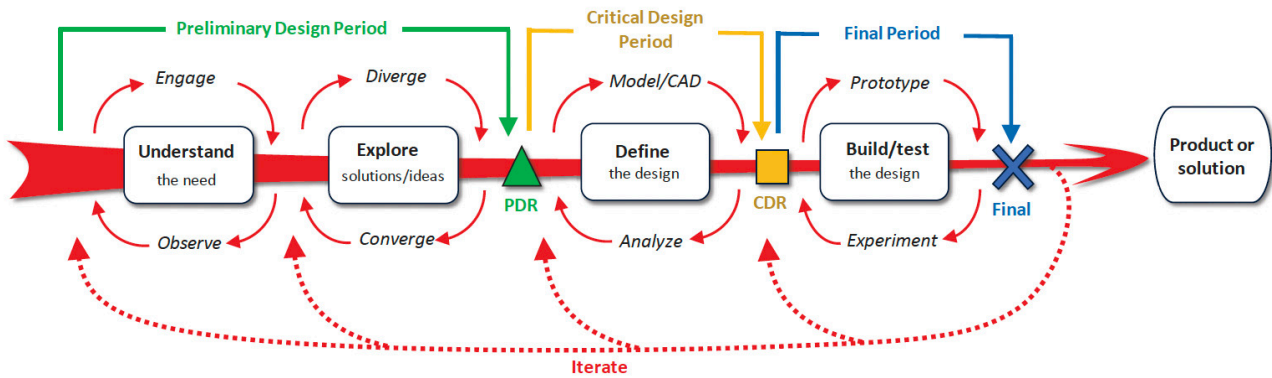 Preliminary Design Period
Critical Design
Period
Final Period
Engage
Diverge
Model/CAD
Prototype
Understand
the need
Explore
solutions/ideas
Define
the design
Build/test
the design
Product or
solution
PDR
CDR
Final
Observe
Converge
Analyze
Experiment
Iterate